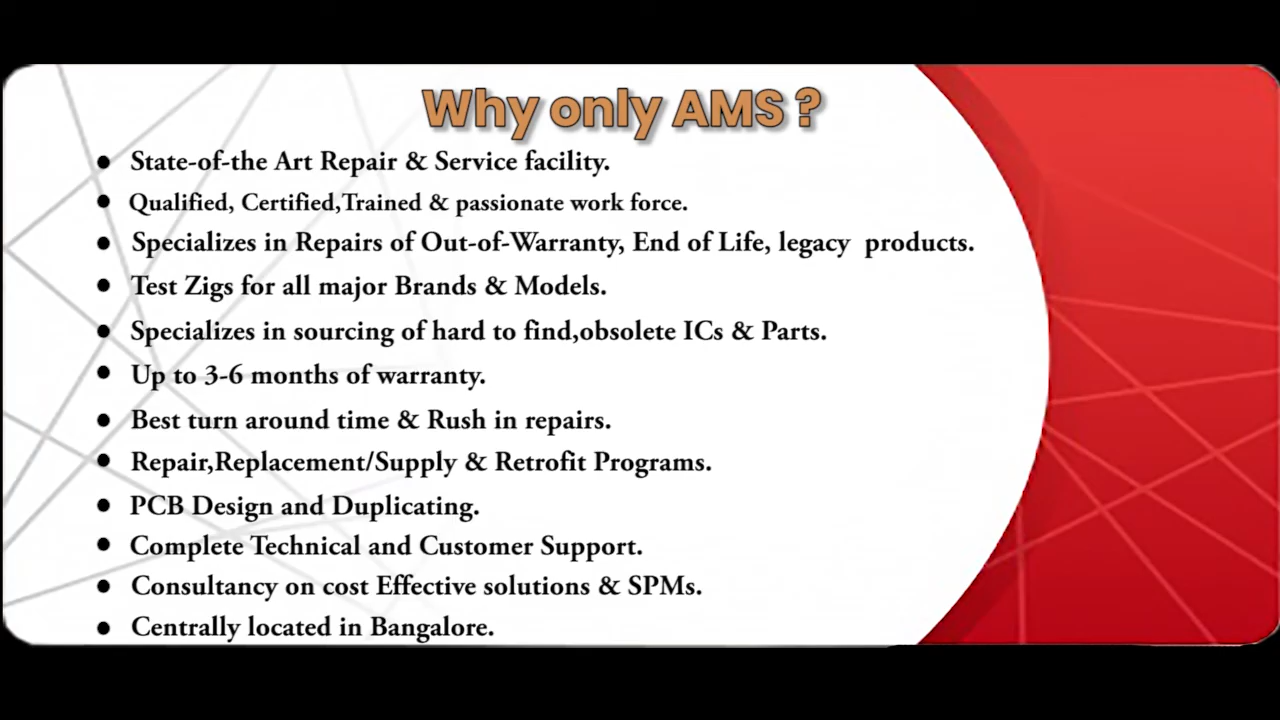 Why only AMS ?
• State-of-the Art Repair & Service facility.
• Qualified, Certified,Trained & passionate work force.
• Specializes in Repairs of Out-of-Warranty, End of Life, legacy  products.
• Test Zigs for all major Brands & Models.
• Specializes in sourcing of hard to find,obsolete ICs & Parts.
• Up to 3-6 months of warranty.
• Best turn around time & Rush in repairs.
• Repair,Replacement/Supply & Retrofit Programs.
• PCB Design and Duplicating.
• Complete Technical and Customer Support.
• Consultancy on cost Effective solutions & SPMs.
• Centrally located in Bangalore.